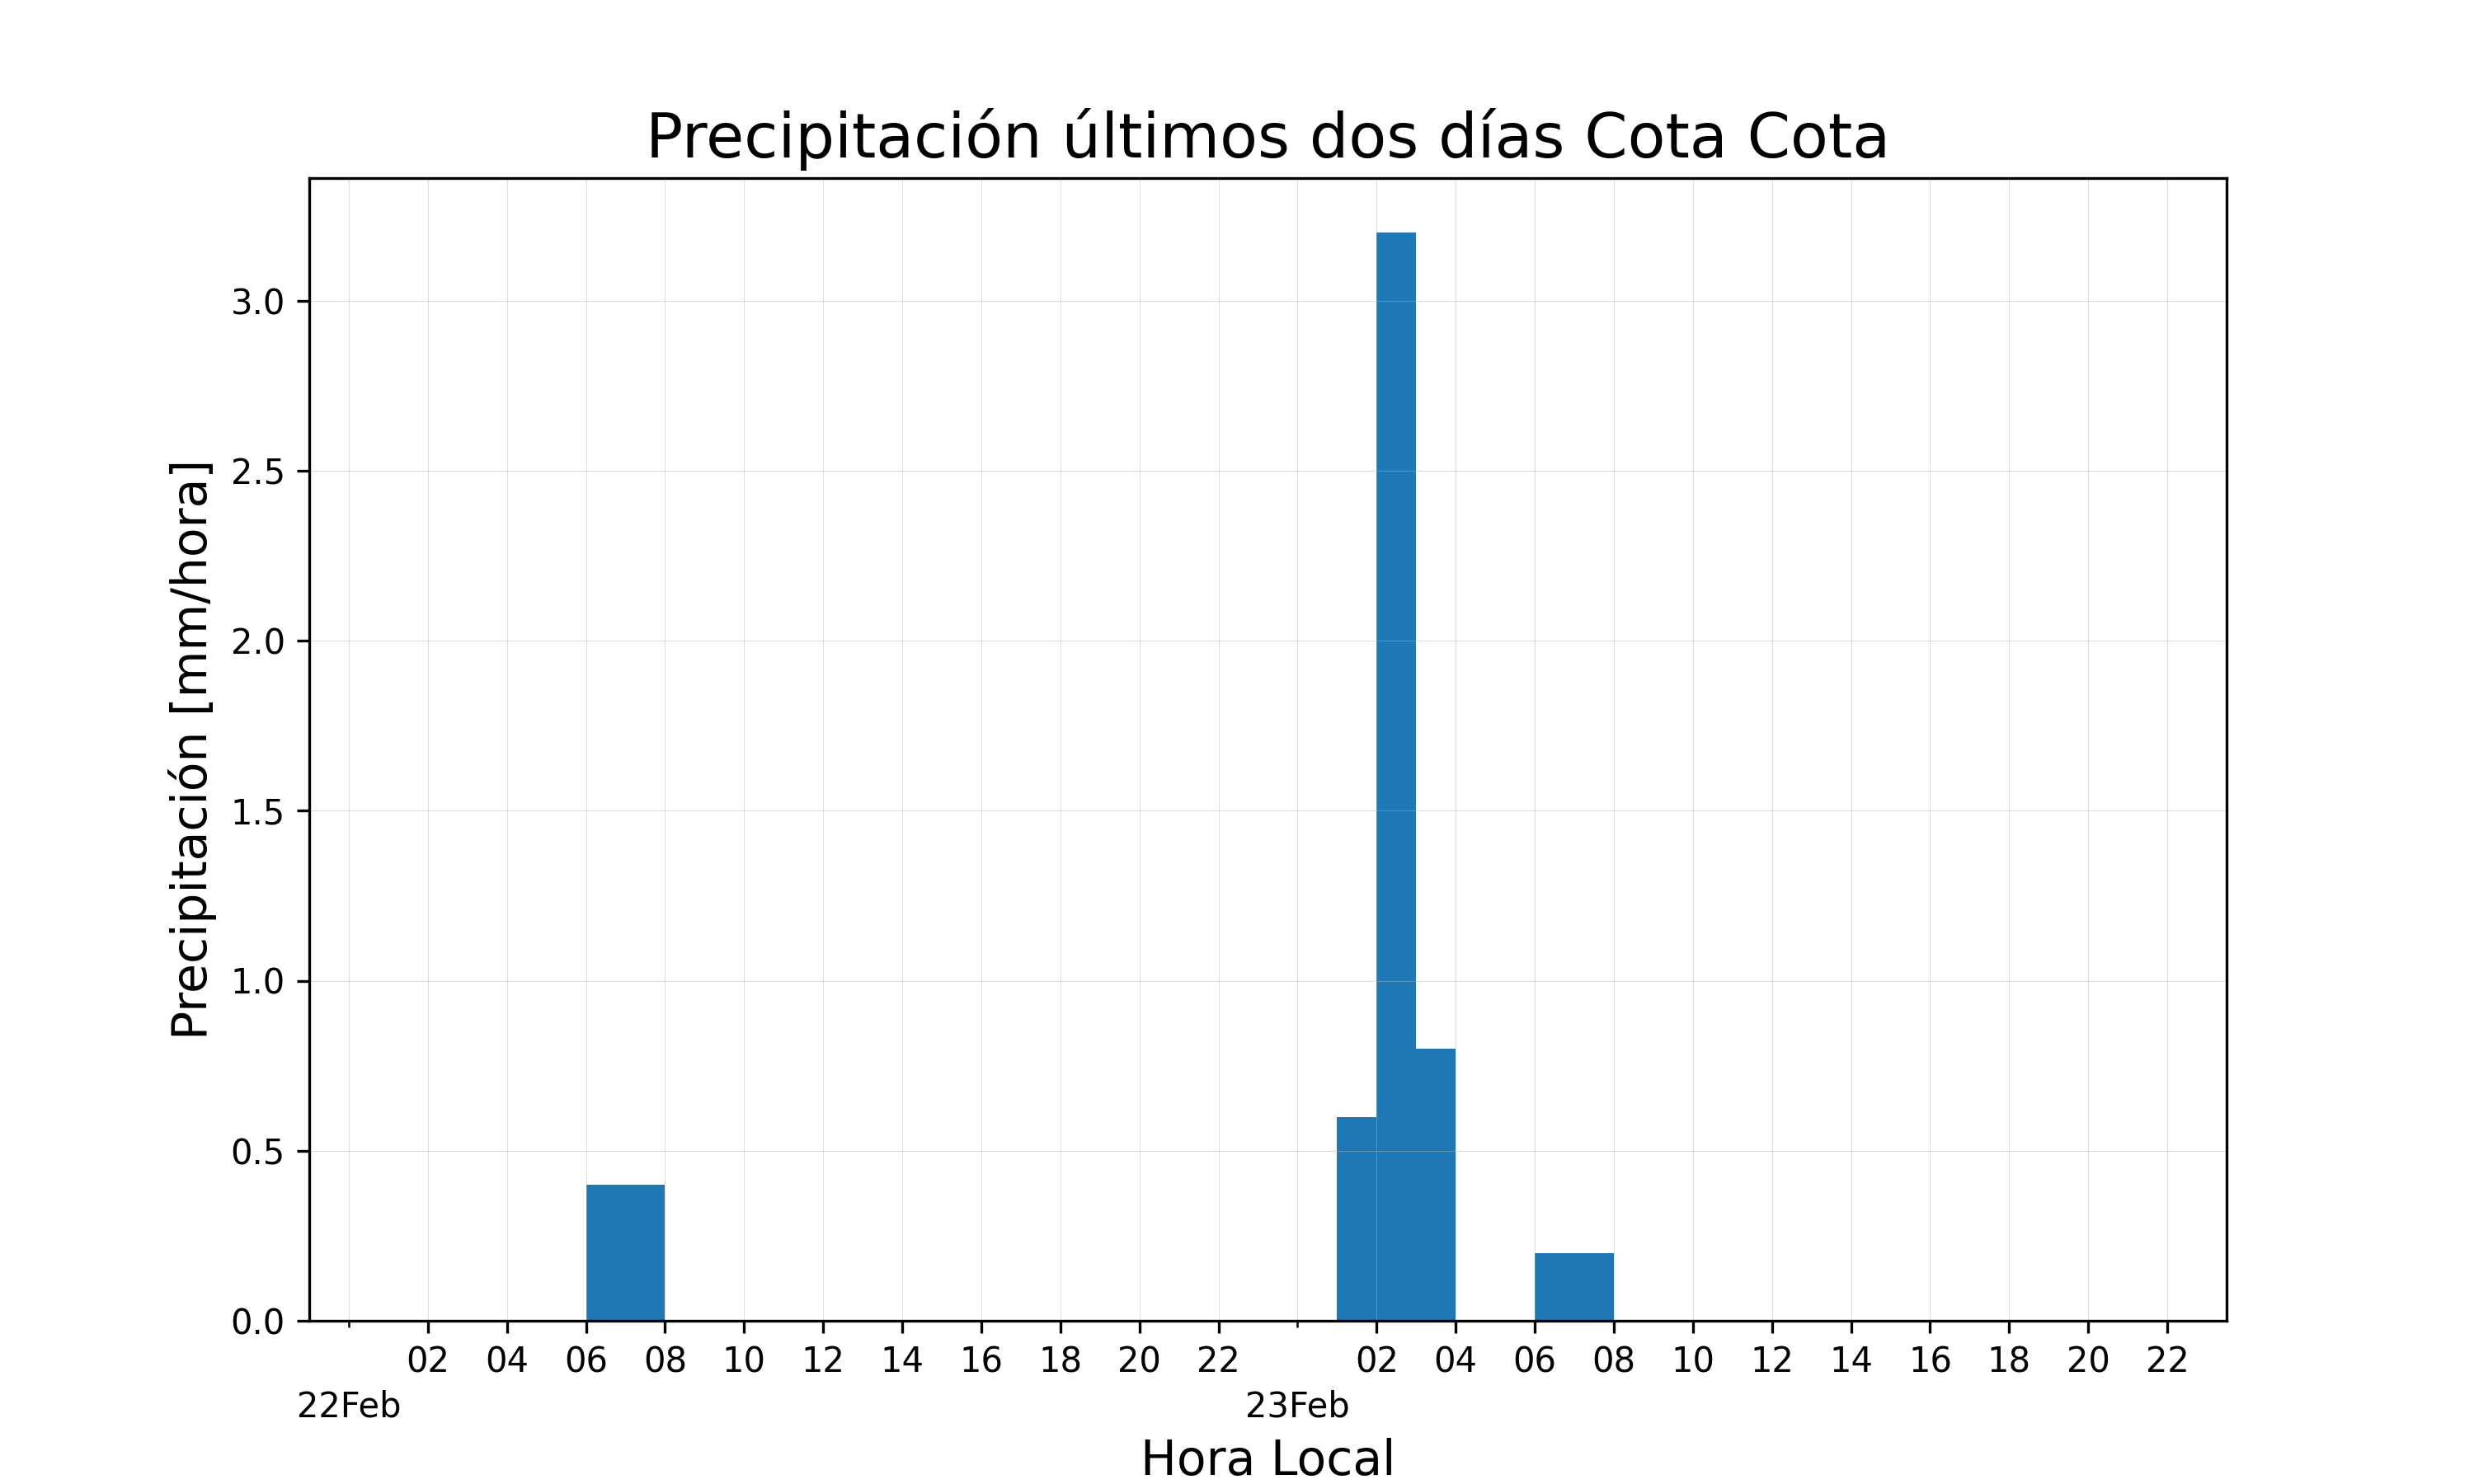 Precipitación últimos dos días Cota Cota
Precipitación [mm/hora]
3.0
2.5
2.0
1.5
1.0
0.5
0.0
02 04 06 08 10 12 14 16 18 20 22 02 04 06 08 10 12 14 16 18 20 22
22Feb 23Feb
Hora Local